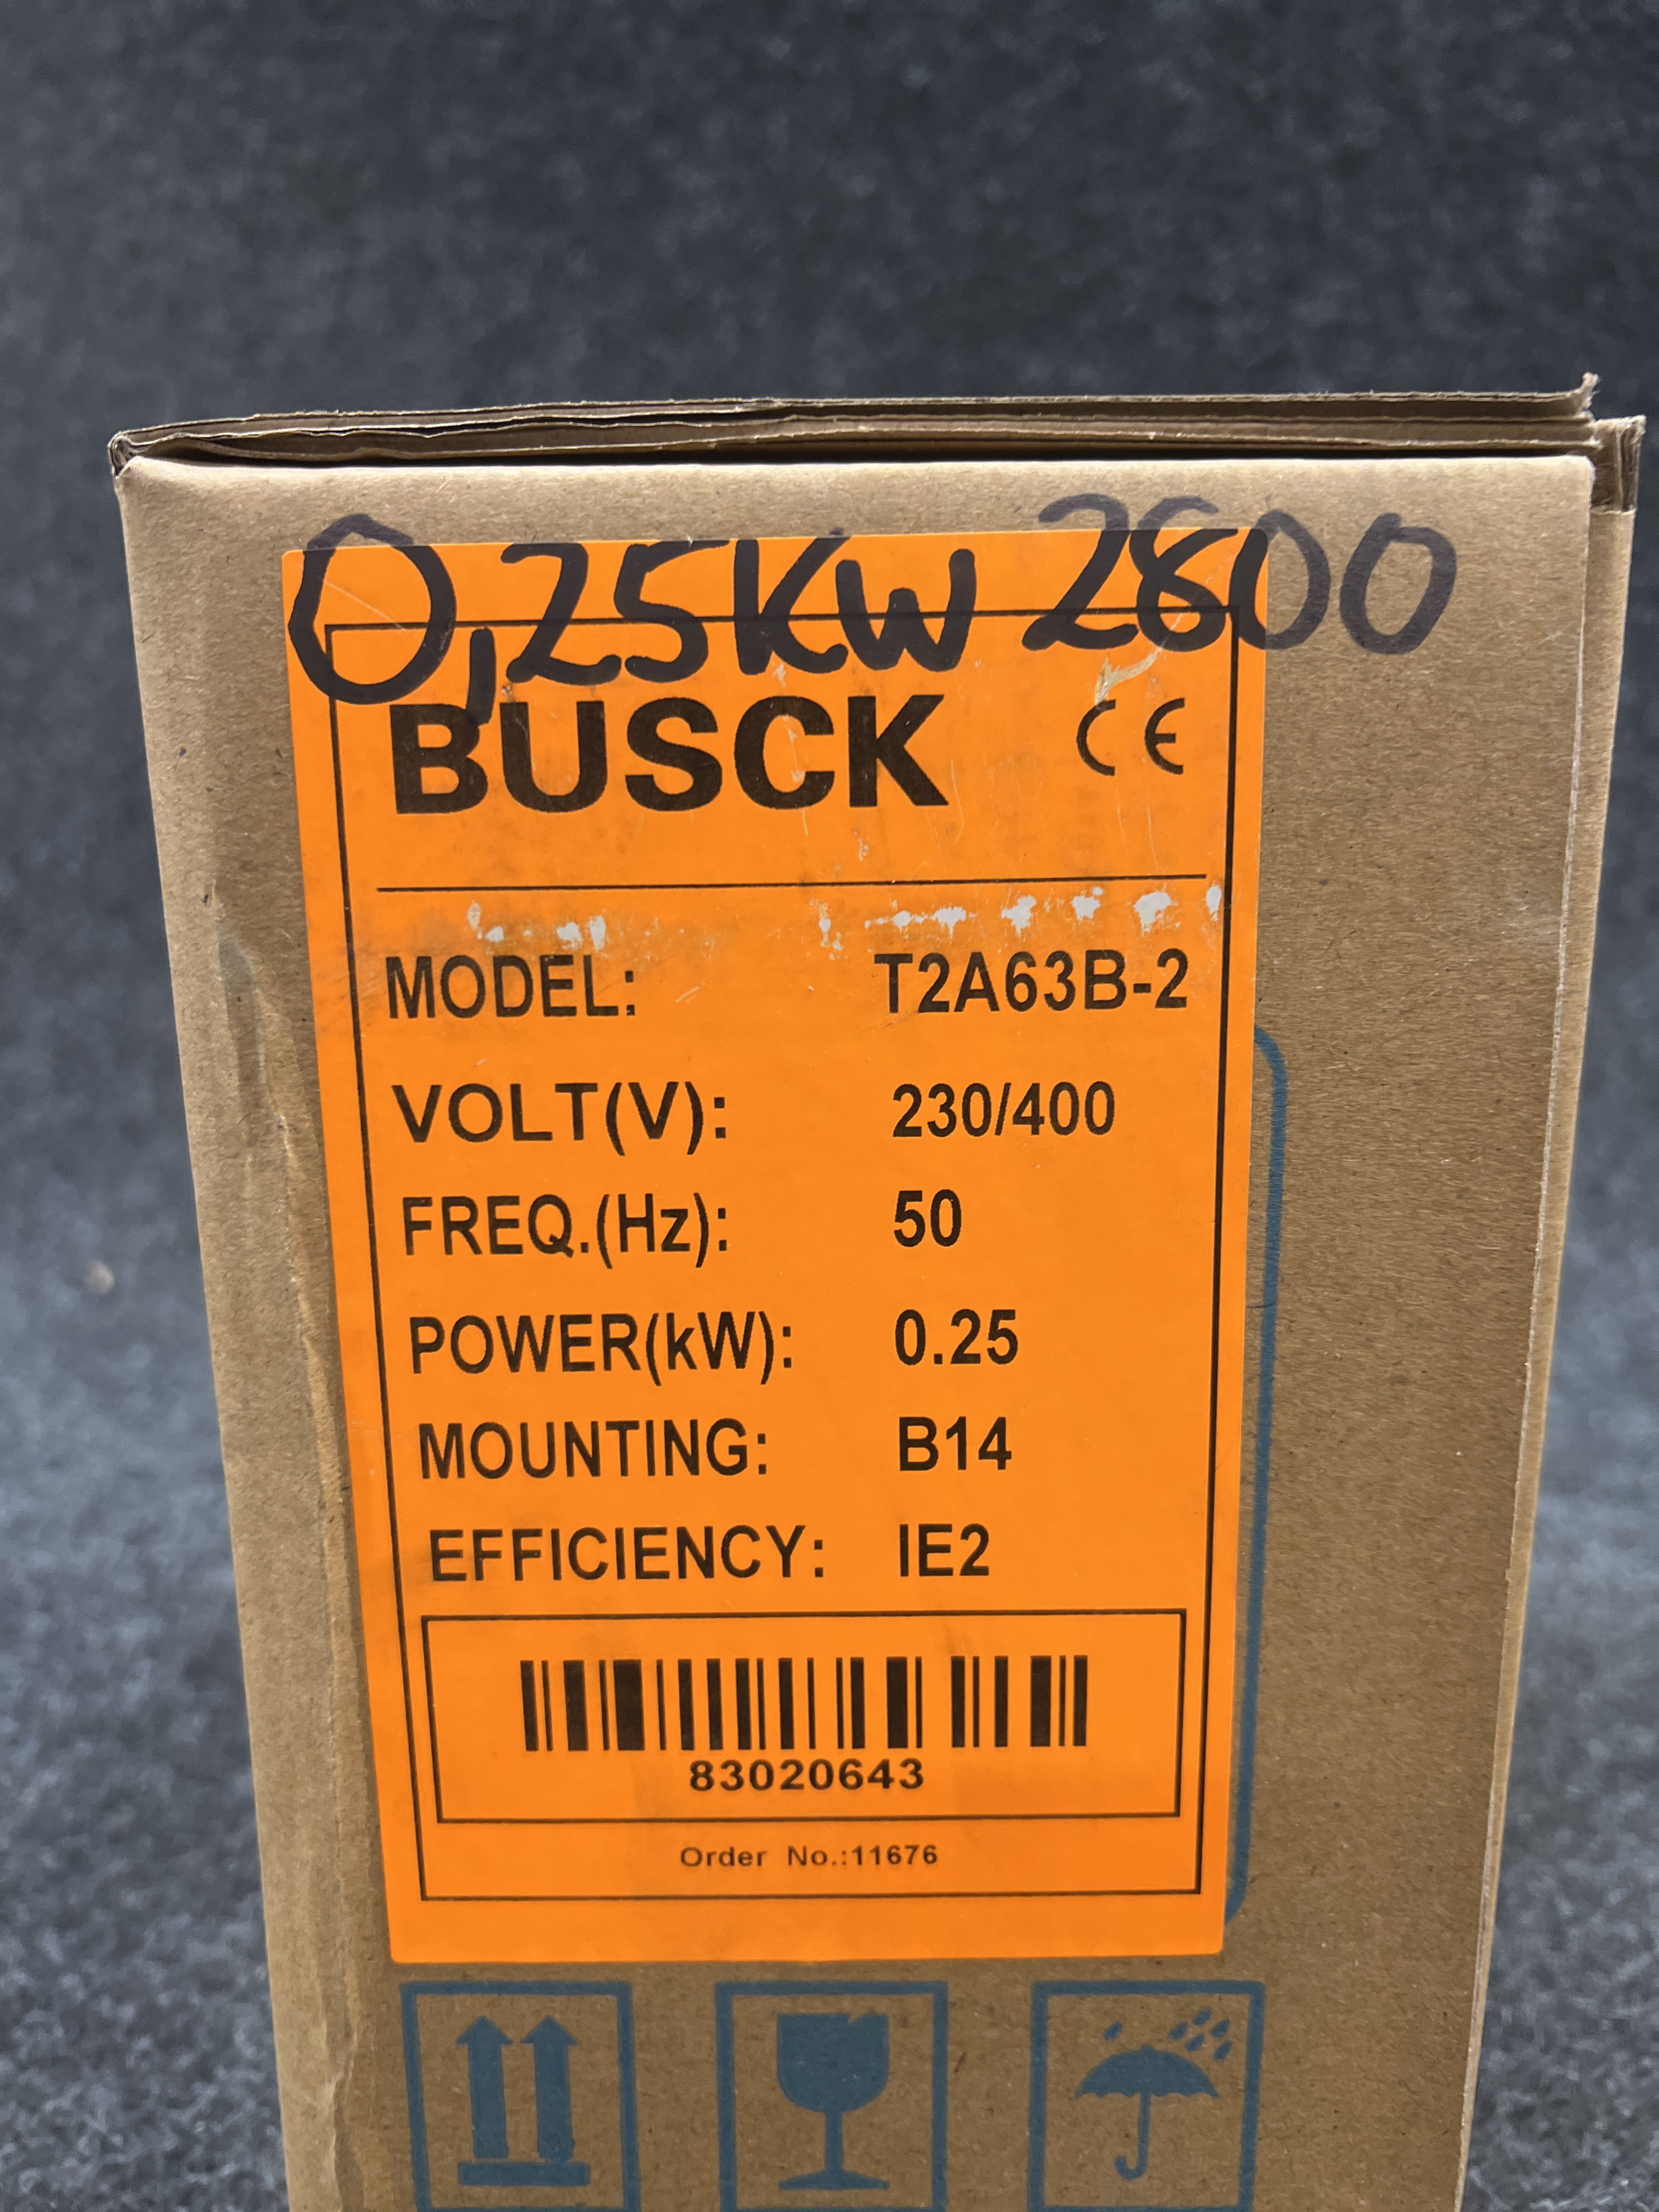 0,25KW 2800
BUSCK CE
MODEL: T2A63B-2
VOLT(V): 230/400
FREQ.(Hz): 50
POWER(kW): 0.25
MOUNTING: B14
EFFICIENCY: IE2
83020643
Order No.:11676